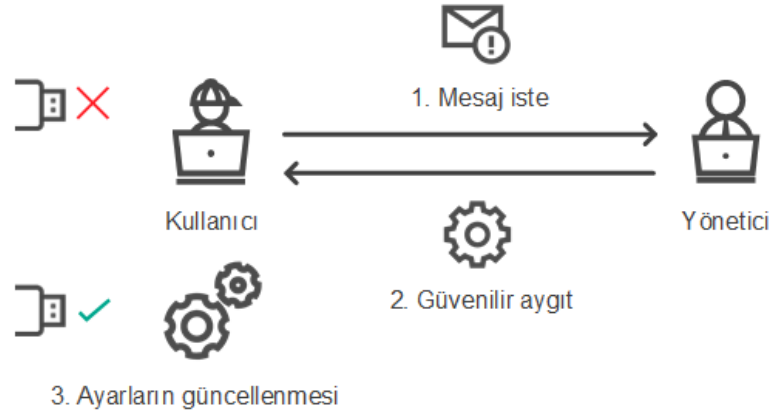 1. Mesaj iste
Kullanıcı
Yönetici
2. Güvenilir aygıt
3. Ayarların güncellenmesi